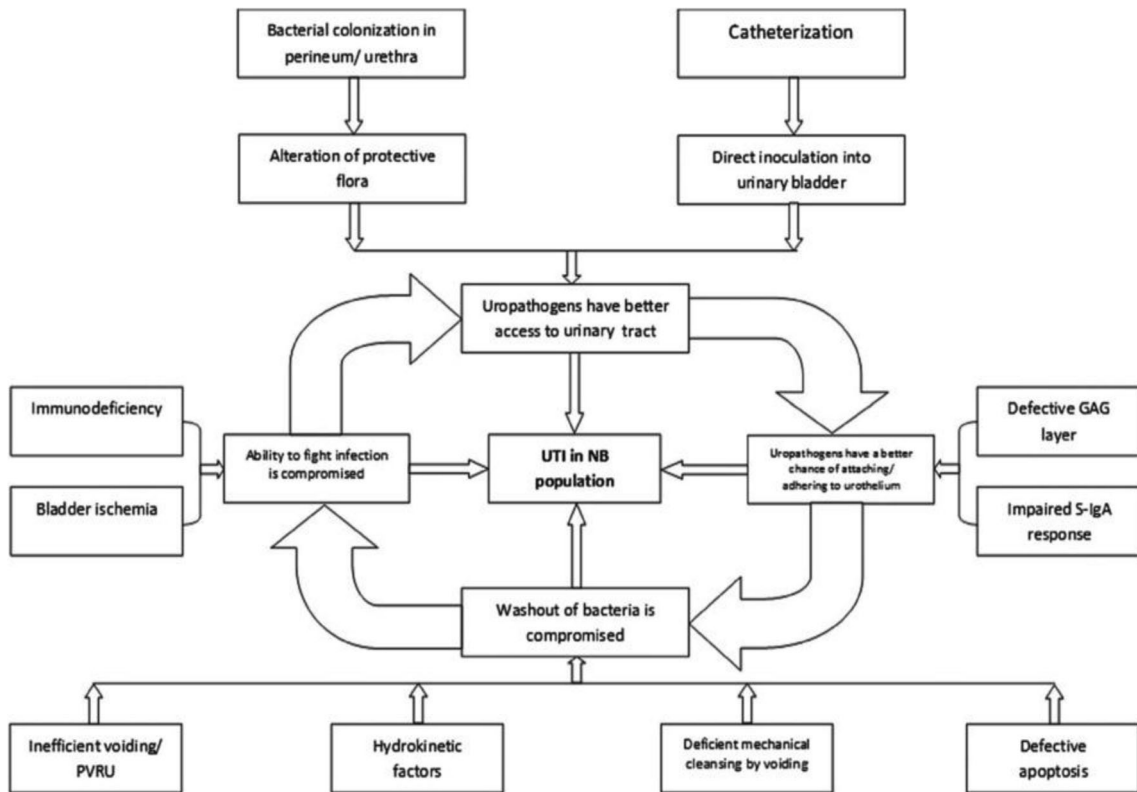 Bacterial colonization in
perineum/ urethra
Catheterization
Alteration of protective
flora
Direct inoculation into
urinary bladder
Uropathogens have better
access to urinary tract
Immunodeficiency
Defective GAG
layer
Ability to fight infection
is compromised
UTI in NB
population
Uropathogens have a better
chance of attaching/
adhering to urothelium
Bladder ischemia
Impaired S-IgA
response
Washout of bacteria is
compromised
Inefficient voiding/
PVRU
Hydrokinetic
factors
Deficient mechanical
cleansing by voiding
Defective
apoptosis